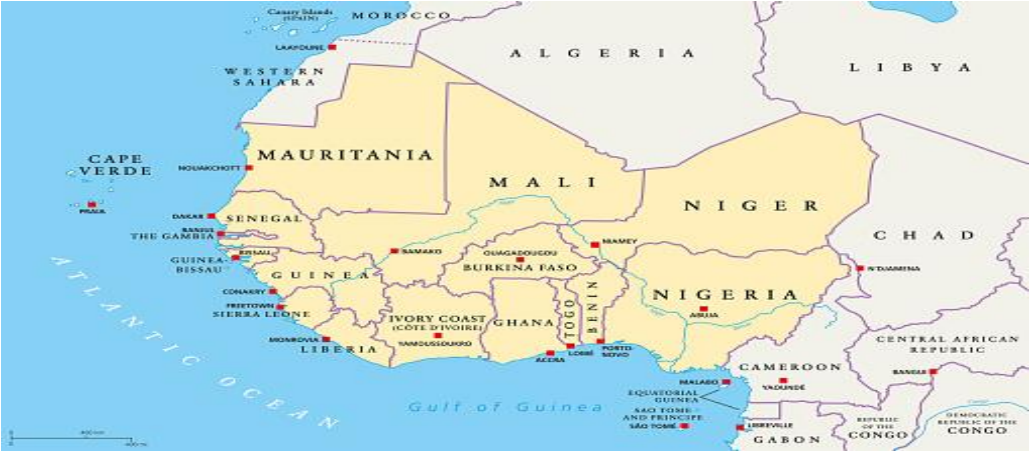 Canary Islands
(SPAIN)
MOROCCO
LAAYOUNE
WESTERN
SAHARA
ALGERIA
LIBYA
CAPE
VERDE
PRAIA
NOUAKCHOTT
MAURITANIA
MALI
NIGER
CHAD
DAKAR
SENEGAL
BANJUL
THE GAMBIA
BISSAU
GUINEA-
BISSAU
GUINEA
BAMAKO
OUAGADOUGOU
BURKINA FASO
NIAMEY
N'DJAMENA
CONAKRY
FREETOWN
SIERRA LEONE
MONROVIA
LIBERIA
IVORY COAST
(CÔTE D'IVOIRE)
YAMOUSSOUKRO
GHANA
ACCRA
TOGO
LOMÉ
BENIN
PORTO
NOVO
NIGERIA
ABUJA
CENTRAL AFRICAN
REPUBLIC
BANGUI
CAMEROON
YAOUNDÉ
MALABO
EQUATORIAL
GUINEA
SAO TOME
AND PRINCIPE
SÃO TOMÉ
LIBREVILLE
GABON
REPUBLIC
OF THE
CONGO
DEMOCRATIC
REPUBLIC OF THE
CONGO
ATLANTIC OCEAN
Gulf of Guinea